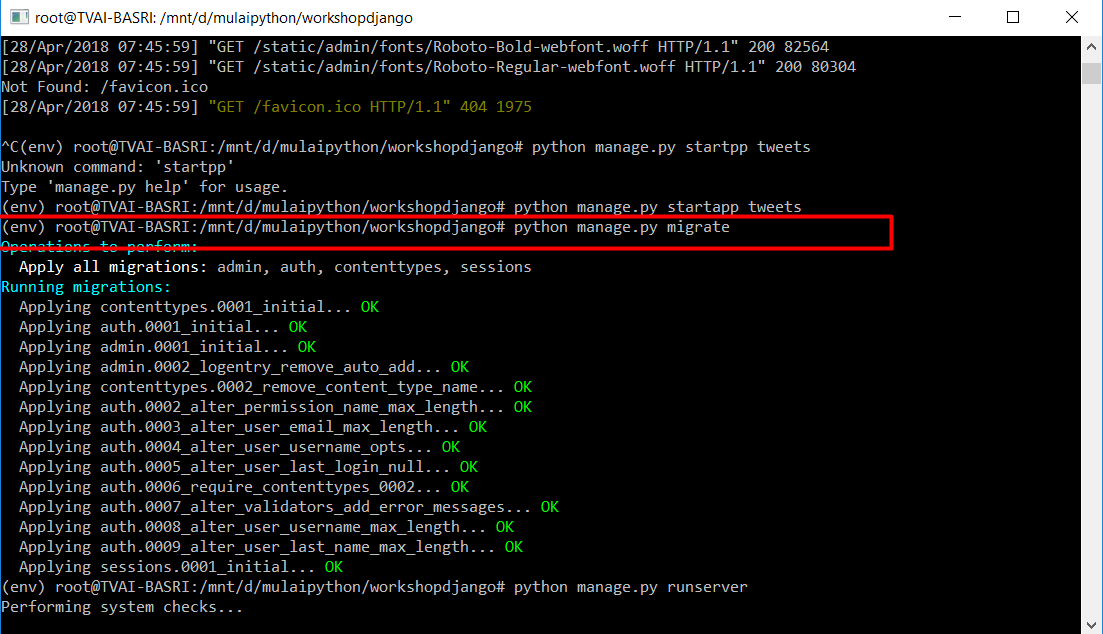 root@TVAI-BASRI: /mnt/d/mulaipython/workshopdjango
[28/Apr/2018 07:45:59] "GET /static/admin/fonts/Roboto-Bold-webfont.woff HTTP/1.1" 200 82564
[28/Apr/2018 07:45:59] "GET /static/admin/fonts/Roboto-Regular-webfont.woff HTTP/1.1" 200 80304
Not Found: /favicon.ico
[28/Apr/2018 07:45:59] "GET /favicon.ico HTTP/1.1" 404 1975
^C(env) root@TVAI-BASRI:/mnt/d/mulaipython/workshopdjango# python manage.py startpp tweets
Unknown command: 'startpp'
Type 'manage.py help' for usage.
(env) root@TVAI-BASRI:/mnt/d/mulaipython/workshopdjango# python manage.py startapp tweets
(env) root@TVAI-BASRI:/mnt/d/mulaipython/workshopdjango# python manage.py migrate
Operations to perform:
  Apply all migrations: admin, auth, contenttypes, sessions
Running migrations:
  Applying contenttypes.0001_initial... OK
  Applying auth.0001_initial... OK
  Applying admin.0001_initial... OK
  Applying admin.0002_logentry_remove_auto_add... OK
  Applying contenttypes.0002_remove_content_type_name... OK
  Applying auth.0002_alter_permission_name_max_length... OK
  Applying auth.0003_alter_user_email_max_length... OK
  Applying auth.0004_alter_user_username_opts... OK
  Applying auth.0005_alter_user_last_login_null... OK
  Applying auth.0006_require_contenttypes_0002... OK
  Applying auth.0007_alter_validators_add_error_messages... OK
  Applying auth.0008_alter_user_username_max_length... OK
  Applying auth.0009_alter_user_last_name_max_length... OK
  Applying sessions.0001_initial... OK
(env) root@TVAI-BASRI:/mnt/d/mulaipython/workshopdjango# python manage.py runserver
Performing system checks...